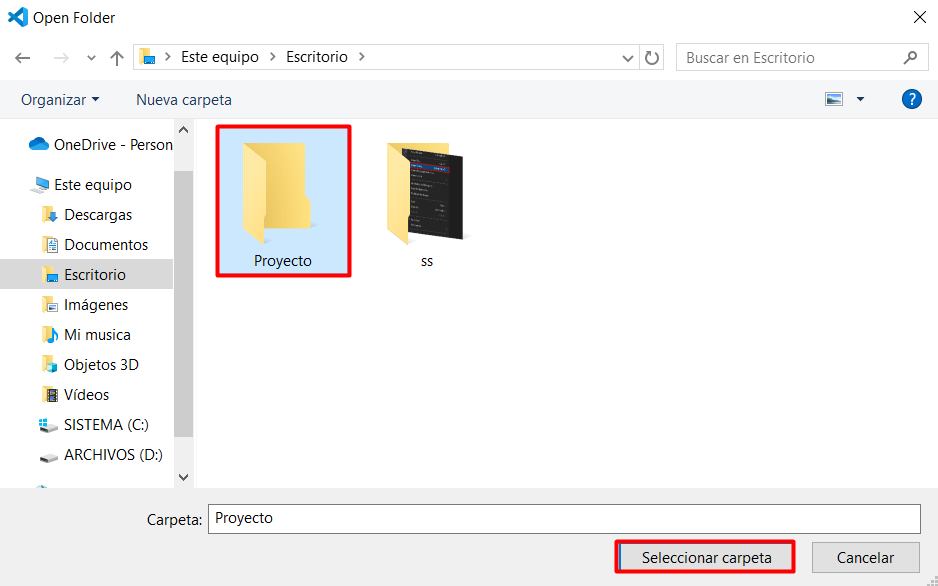 Open Folder
Este equipo > Escritorio >
Buscar en Escritorio
Organizar
Nueva carpeta
?
OneDrive - Person
Este equipo
Descargas
Documentos
Escritorio
Imágenes
Mi musica
Objetos 3D
Vídeos
SISTEMA (C:)
ARCHIVOS (D:)
Proyecto
ss
Carpeta: Proyecto
Seleccionar carpeta
Cancelar